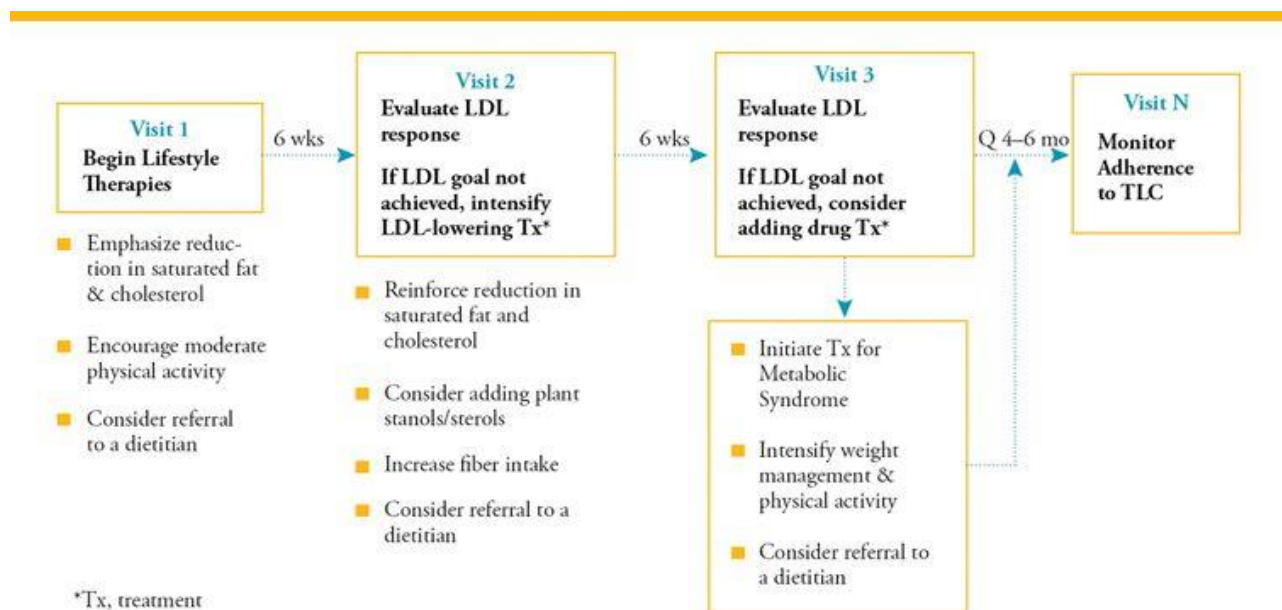 Visit 1
Begin Lifestyle
Therapies
Emphasize reduc-
tion in saturated fat
& cholesterol
Encourage moderate
physical activity
Consider referral
to a dietitian
6 wks
Visit 2
Evaluate LDL
response
If LDL goal not
achieved, intensify
LDL-lowering Tx*
Reinforce reduction in
saturated fat and
cholesterol
Consider adding plant
stanols/sterols
Increase fiber intake
Consider referral to a
dietitian
6 wks
Visit 3
Evaluate LDL
response
If LDL goal not
achieved, consider
adding drug Tx*
Initiate Tx for
Metabolic
Syndrome
Intensify weight
management &
physical activity
Consider referral to
a dietitian
Q 4–6 mo
Visit N
Monitor
Adherence
to TLC
*Tx, treatment